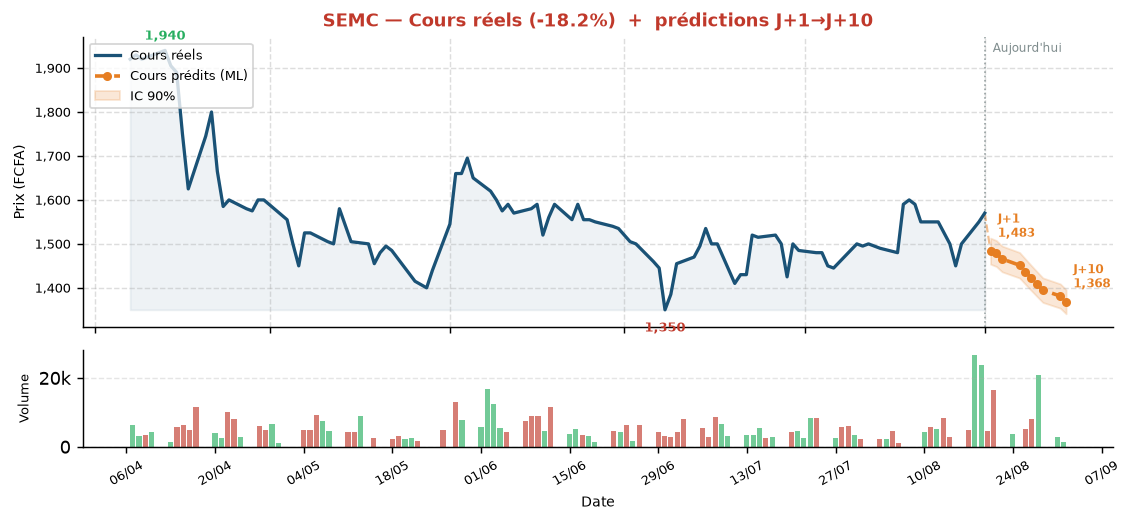 SEMC — Cours réels (-18.2%) + prédictions J+1→J+10
1,940
Cours réels
Cours prédits (ML)
IC 90%
Aujourd'hui
1,900
1,800
1,700
1,600
1,500
1,400
Prix (FCFA)
J+1
1,483
J+10
1,368
1,350
20k
0
Volume
06/04
20/04
04/05
18/05
01/06
15/06
29/06
13/07
27/07
10/08
24/08
07/09
Date